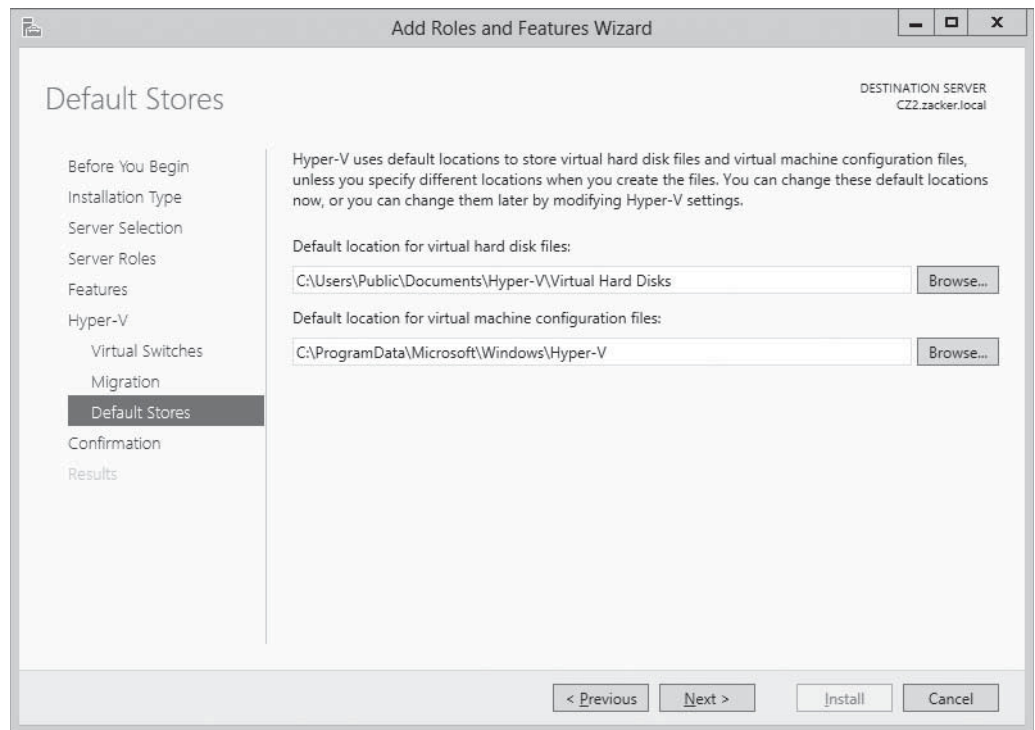 Add Roles and Features Wizard
Default Stores
DESTINATION SERVER
CZ2.zacker.local
Before You Begin
Installation Type
Server Selection
Server Roles
Features
Hyper-V
Virtual Switches
Migration
Default Stores
Confirmation
Results
Hyper-V uses default locations to store virtual hard disk files and virtual machine configuration files,
unless you specify different locations when you create the files. You can change these default locations
now, or you can change them later by modifying Hyper-V settings.
Default location for virtual hard disk files:
C:\Users\Public\Documents\Hyper-V\Virtual Hard Disks
Browse...
Default location for virtual machine configuration files:
C:\ProgramData\Microsoft\Windows\Hyper-V
Browse...
< Previous
Next >
Install
Cancel